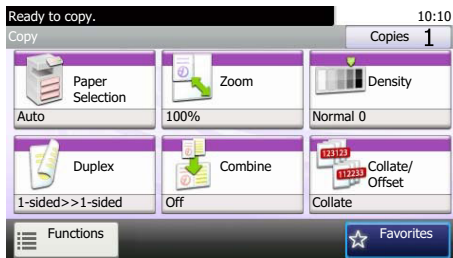 Ready to copy.
10:10
Copy
Copies 1
Paper
Selection
Auto
Zoom
100%
Density
Normal 0
Duplex
1-sided>>1-sided
Combine
Off
123123
112233
Collate/
Offset
Collate
Functions
Favorites